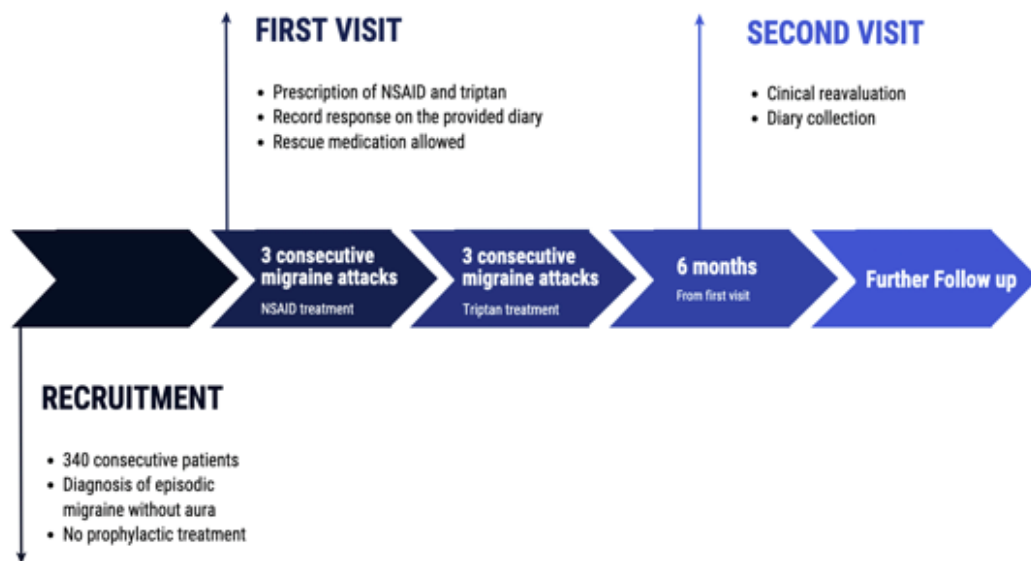 FIRST VISIT
• Prescription of NSAID and triptan
• Record response on the provided diary
• Rescue medication allowed
SECOND VISIT
• Cinical reavaluation
• Diary collection
3 consecutive
migraine attacks
NSAID treatment
3 consecutive
migraine attacks
Triptan treatment
6 months
From first visit
Further Follow up
RECRUITMENT
• 340 consecutive patients
• Diagnosis of episodic
migraine without aura
• No prophylactic treatment